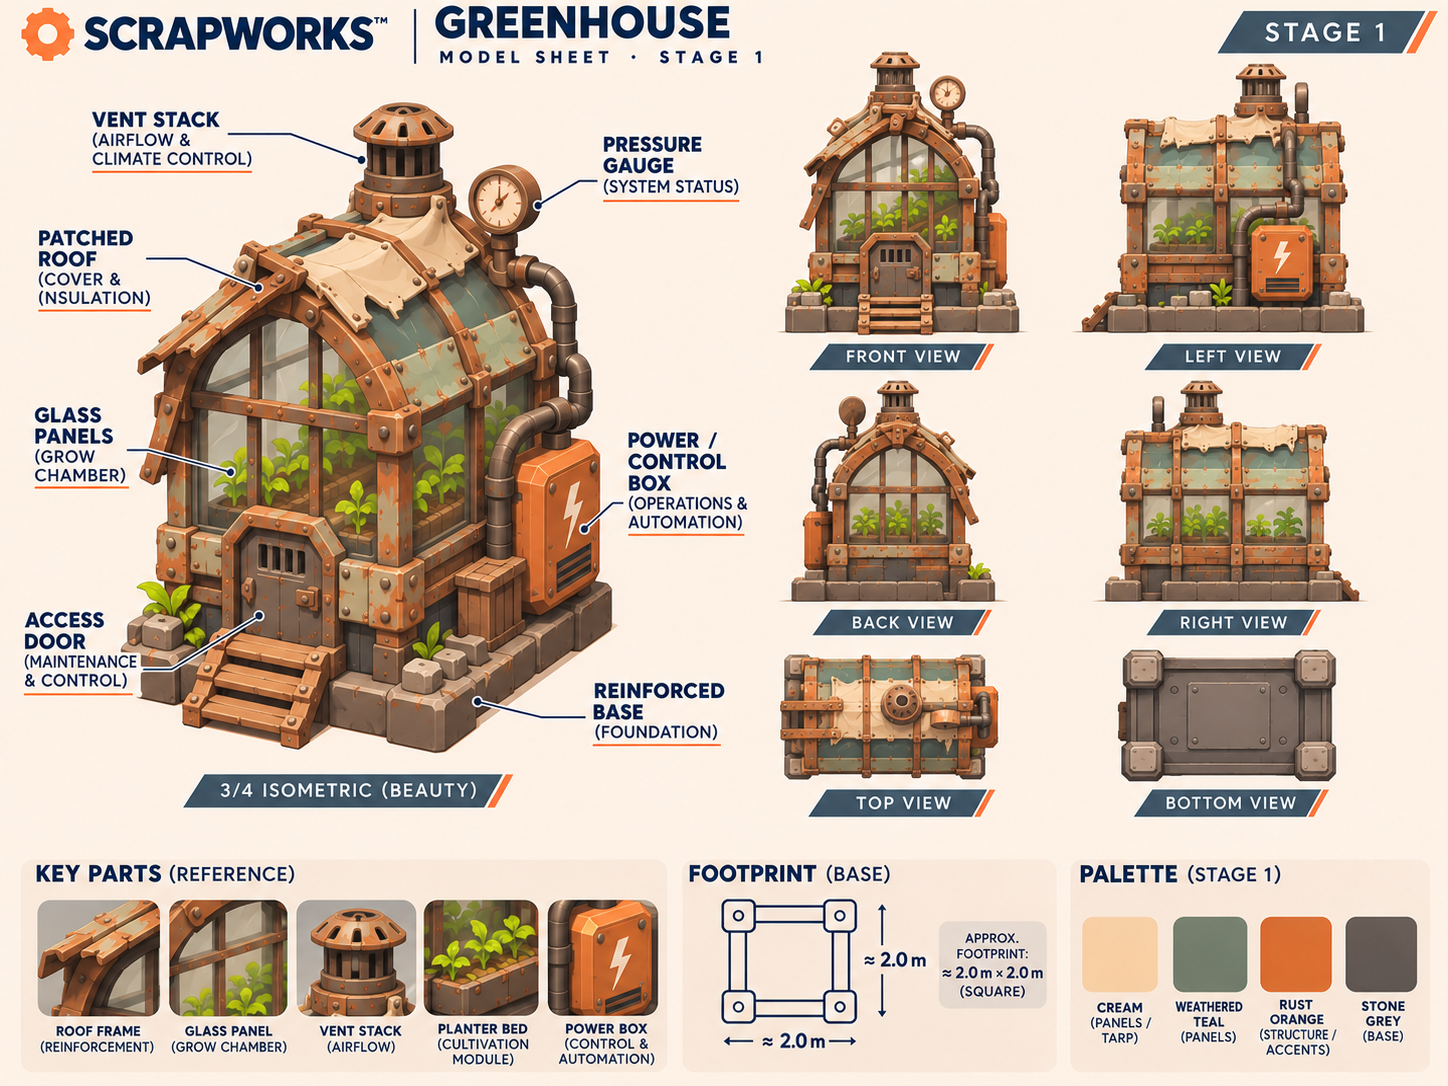 SCRAPWORKS™
GREENHOUSE
MODEL SHEET · STAGE 1
STAGE 1
VENT STACK
(AIRFLOW &
CLIMATE CONTROL)
PRESSURE
GAUGE
(SYSTEM STATUS)
PATCHED
ROOF
(COVER &
(NSULATION)
GLASS
PANELS
(GROW
CHAMBER)
POWER /
CONTROL
BOX
(OPERATIONS &
AUTOMATION)
ACCESS
DOOR
(MAINTENANCE
& CONTROL)
REINFORCED
BASE
(FOUNDATION)
3/4 ISOMETRIC (BEAUTY)
FRONT VIEW
LEFT VIEW
BACK VIEW
RIGHT VIEW
TOP VIEW
BOTTOM VIEW
KEY PARTS (REFERENCE)
ROOF FRAME
(REINFORCEMENT)
GLASS PANEL
(GROW CHAMBER)
VENT STACK
(AIRFLOW)
PLANTER BED
(CULTIVATION
MODULE)
POWER BOX
(CONTROL &
AUTOMATION)
FOOTPRINT (BASE)
≈ 2.0 m
≈ 2.0 m
APPROX.
FOOTPRINT:
≈ 2.0 m × 2.0 m
(SQUARE)
PALETTE (STAGE 1)
CREAM
(PANELS /
TARP)
WEATHERED
TEAL
(PANELS)
RUST
ORANGE
(STRUCTURE /
ACCENTS)
STONE
GREY
(BASE)